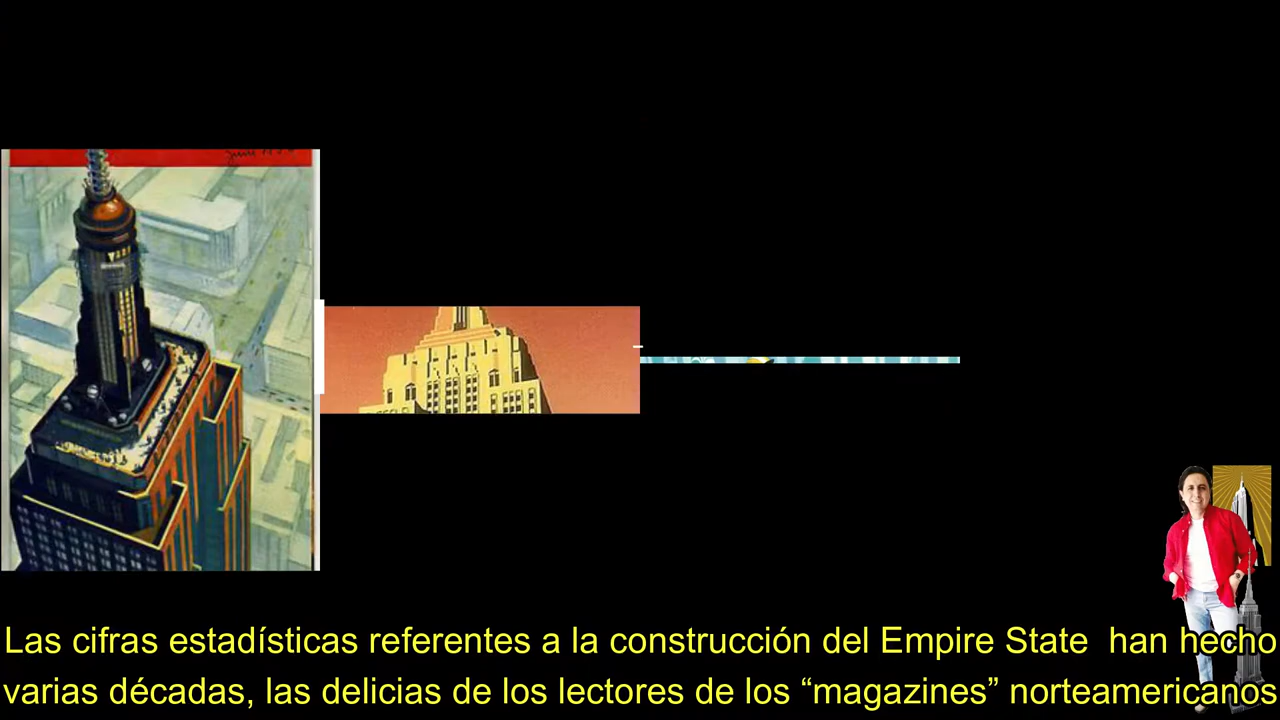 Las cifras estadísticas referentes a la construcción del Empire State  han hecho
varias décadas, las delicias de los lectores de los “magazines” norteamericanos